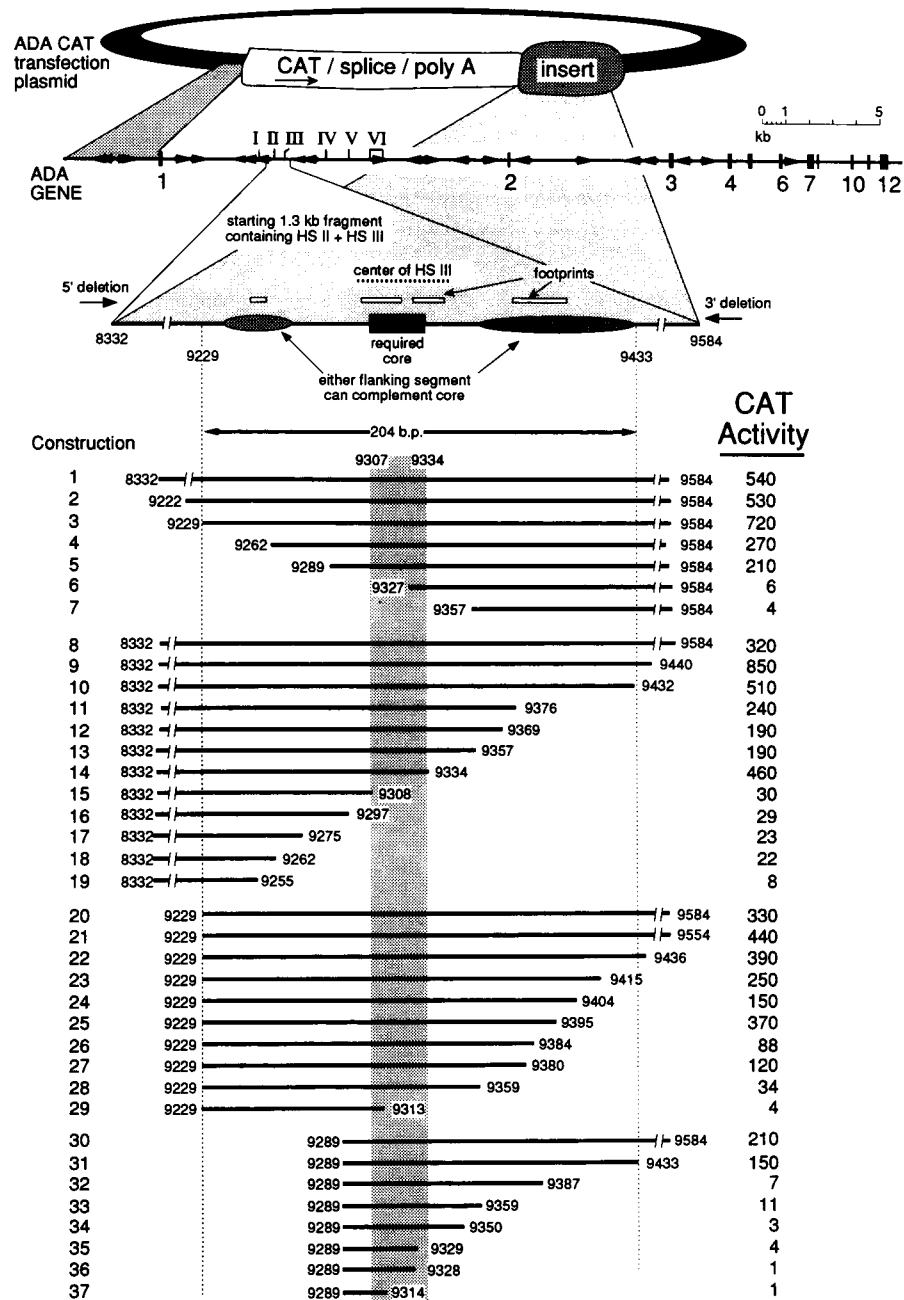 ADA CAT
transfection
plasmid
CAT / splice / poly A
insert
0 1 5
kb
I II III IV V VI
ADA
GENE
1 2 3 4 5 6 7 8 10 12
starting 1.3 kb fragment
containing HS II + HS III
center of HS III
footprints
5' deletion
3' deletion
8332
9229
required
core
9433
9584
either flanking segment
can complement core
CAT
Activity
Construction
204 b.p.
9307 9334
1 8332 9584 540
2 9222 9584 530
3 9229 9584 720
4 9262 9584 270
5 9289 9584 210
6 9327 9584 6
7 9357 9584 4
8 8332 9584 320
9 8332 9440 850
10 8332 9432 510
11 8332 9376 240
12 8332 9369 190
13 8332 9357 190
14 8332 9334 460
15 8332 9308 30
16 8332 9297 29
17 8332 9275 23
18 8332 9262 22
19 8332 9255 8
20 9229 9584 330
21 9229 9554 440
22 9229 9436 390
23 9229 9415 250
24 9229 9404 150
25 9229 9395 370
26 9229 9384 88
27 9229 9380 120
28 9229 9359 34
29 9229 9313 4
30 9289 9584 210
31 9289 9433 150
32 9289 9387 7
33 9289 9359 11
34 9289 9350 3
35 9289 9329 4
36 9289 9328 1
37 9289 9314 1